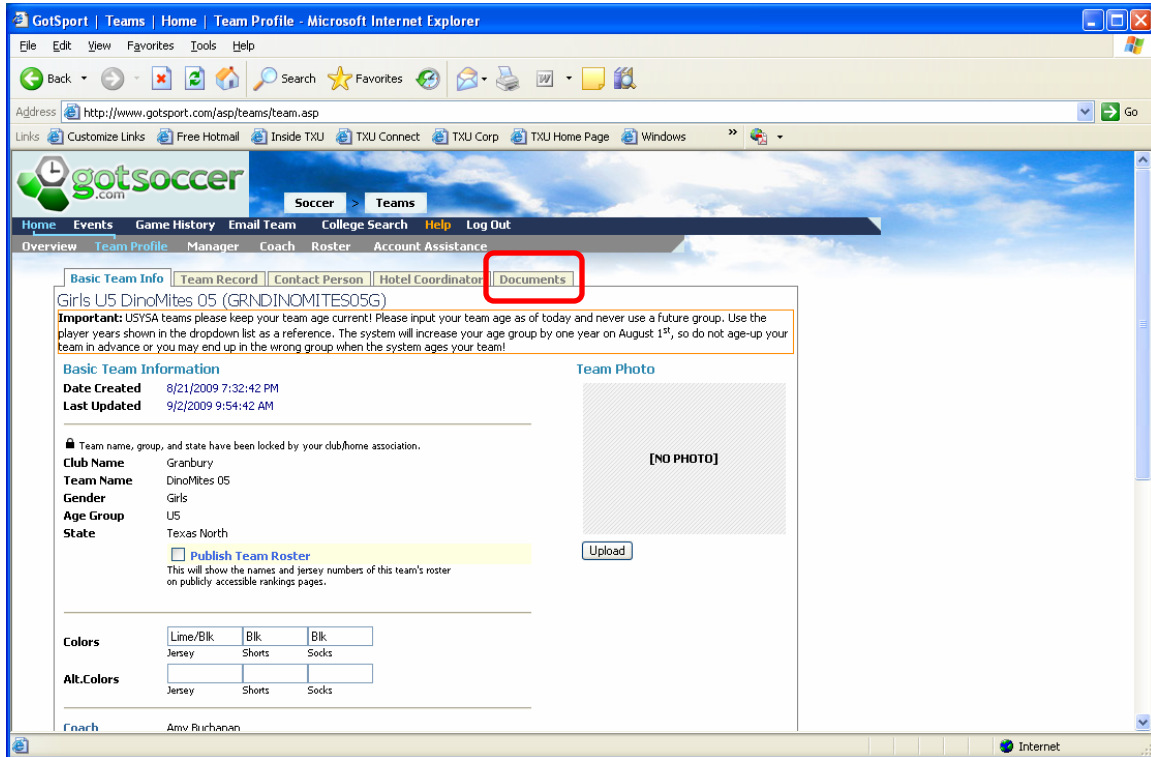 GotSport | Teams | Home | Team Profile - Microsoft Internet Explorer
File Edit View Favorites Tools Help
Back Search Favorites
Address http://www.gotsport.com/asp/teams/team.asp Go
Links Customize Links Free Hotmail Inside TXU TXU Connect TXU Corp TXU Home Page Windows »
gotsoccer
.com
Soccer > Teams
Home Events Game History Email Team College Search Help Log Out
Overview Team Profile Manager Coach Roster Account Assistance
Basic Team Info Team Record Contact Person Hotel Coordinator Documents
Girls U5 DinoMites 05 (GRNDINOMITES05G)
Important: USYSA teams please keep your team age current! Please input your team age as of today and never use a future group. Use the
player years shown in the dropdown list as a reference. The system will increase your age group by one year on August 1st, so do not age-up your
team in advance or you may end up in the wrong group when the system ages your team!
Basic Team Information Team Photo
Date Created 8/21/2009 7:32:42 PM
Last Updated 9/2/2009 9:54:42 AM
Team name, group, and state have been locked by your club/home association.
[NO PHOTO]
Club Name Granbury
Team Name DinoMites 05
Gender Girls
Age Group U5
State Texas North
Upload
Publish Team Roster
This will show the names and jersey numbers of this team's roster
on publicly accessible rankings pages.
Colors Lime/Blk Blk Blk
Jersey Shorts Socks
Alt.Colors
Jersey Shorts Socks
Coach Amy Buchanan
Internet